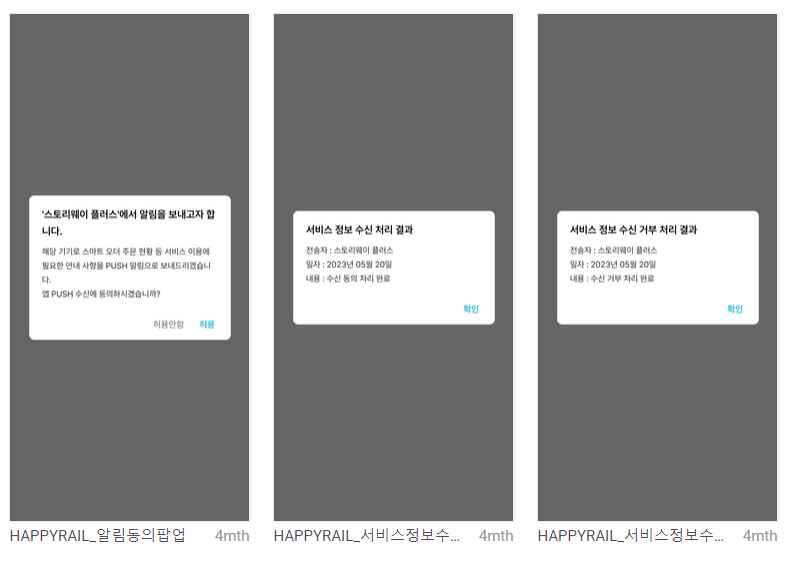 '스토리웨이 플러스'에서 알림을 보내고자 합
니다.
해당 기기로 스마트 오더 주문 현황 등 서비스 이용에
필요한 안내 사항을 PUSH 알림으로 보내드리겠습니
다.
앱 PUSH 수신에 동의하시겠습니까?
허용안함 허용
HAPPYRAIL_알림동의팝업 4mth
서비스 정보 수신 처리 결과
전송자 : 스토리웨이 플러스
일자 : 2023년 05월 20일
내용 : 수신 동의 처리 완료
확인
HAPPYRAIL_서비스정보수... 4mth
서비스 정보 수신 거부 처리 결과
전송자 : 스토리웨이 플러스
일자 : 2023년 05월 20일
내용 : 수신 거부 처리 완료
확인
HAPPYRAIL_서비스정보수... 4mth